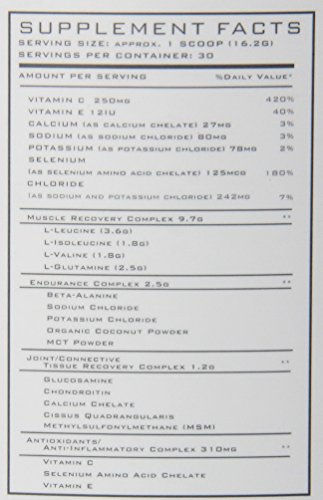 SUPPLEMENT FACTS
SERVING SIZE: APPROX. 1 SCOOP (16.2G)
SERVINGS PER CONTAINER: 30
AMOUNT PER SERVING %DAILY VALUE*
VITAMIN C 250MG 420%
VITAMIN E 12IU 40%
CALCIUM (AS CALCIUM CHELATE) 27MG 3%
SODIUM (AS SODIUM CHLORIDE) 80MG 3%
POTASSIUM (AS POTASSIUM CHLORIDE) 78MG 2%
SELENIUM
(AS SELENIUM AMINO ACID CHELATE) 125MCG 180%
CHLORIDE
(AS SODIUM AND POTASSIUM CHLORIDE) 242MG 7%
MUSCLE RECOVERY COMPLEX 9.7G **
L-LEUCINE (3.6G)
L-ISOLEUCINE (1.8G)
L-VALINE (1.8G)
L-GLUTAMINE (2.5G)
ENDURANCE COMPLEX 2.5G **
BETA-ALANINE
SODIUM CHLORIDE
POTASSIUM CHLORIDE
ORGANIC COCONUT POWDER
MCT POWDER
JOINT/CONNECTIVE
TISSUE RECOVERY COMPLEX 1.2G **
GLUCOSAMINE
CHONDROITIN
CALCIUM CHELATE
CISSUS QUADRANGULARIS
METHYLSULFONYLMETHANE (MSM)
ANTIOXIDANTS/
ANTI-INFLAMMATORY COMPLEX 310MG **
VITAMIN C
SELENIUM AMINO ACID CHELATE
VITAMIN E